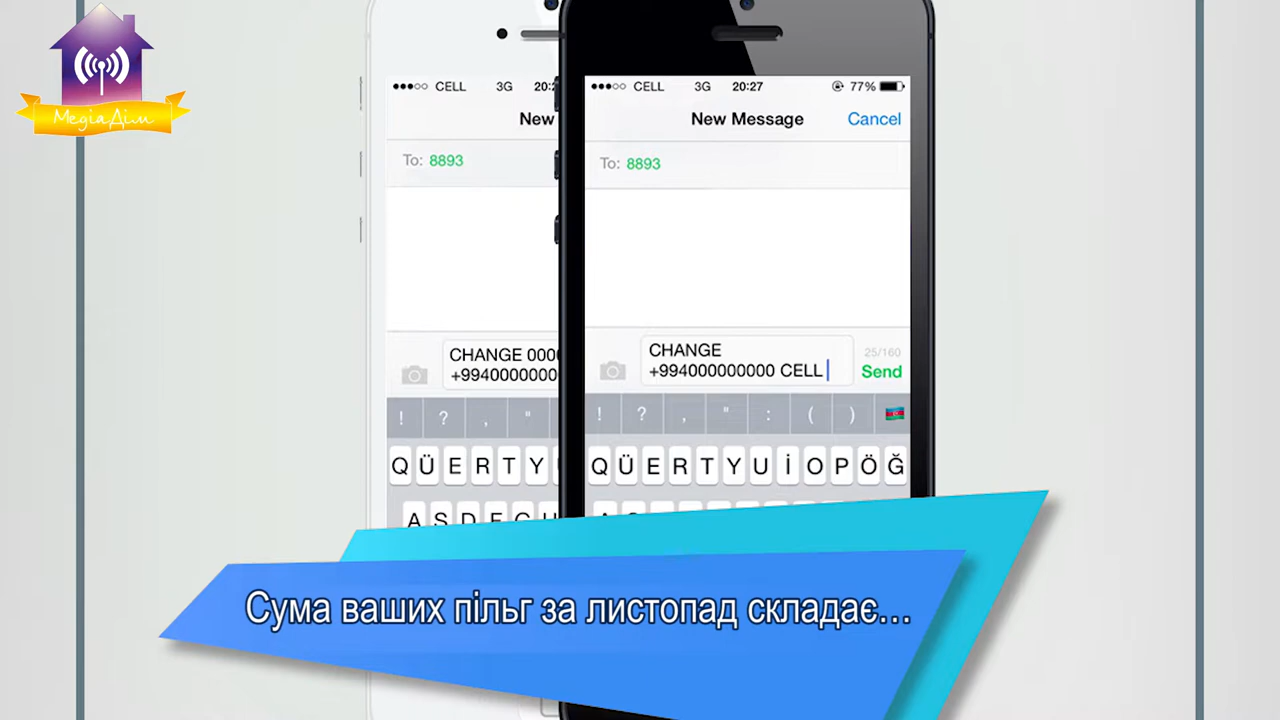 МедіаДім
CELL 3G 20:2
New
To: 8893
CHANGE 000
+9940000000
! ? , "
Q Ü E R T Y
A S D F G H
CELL 3G 20:27 77%
New Message Cancel
To: 8893
CHANGE
+994000000000 CELL
25/160
Send
! ? , " : ( )
Q Ü E R T Y U İ O P Ö Ğ
Сума ваших пільг за листопад складає...